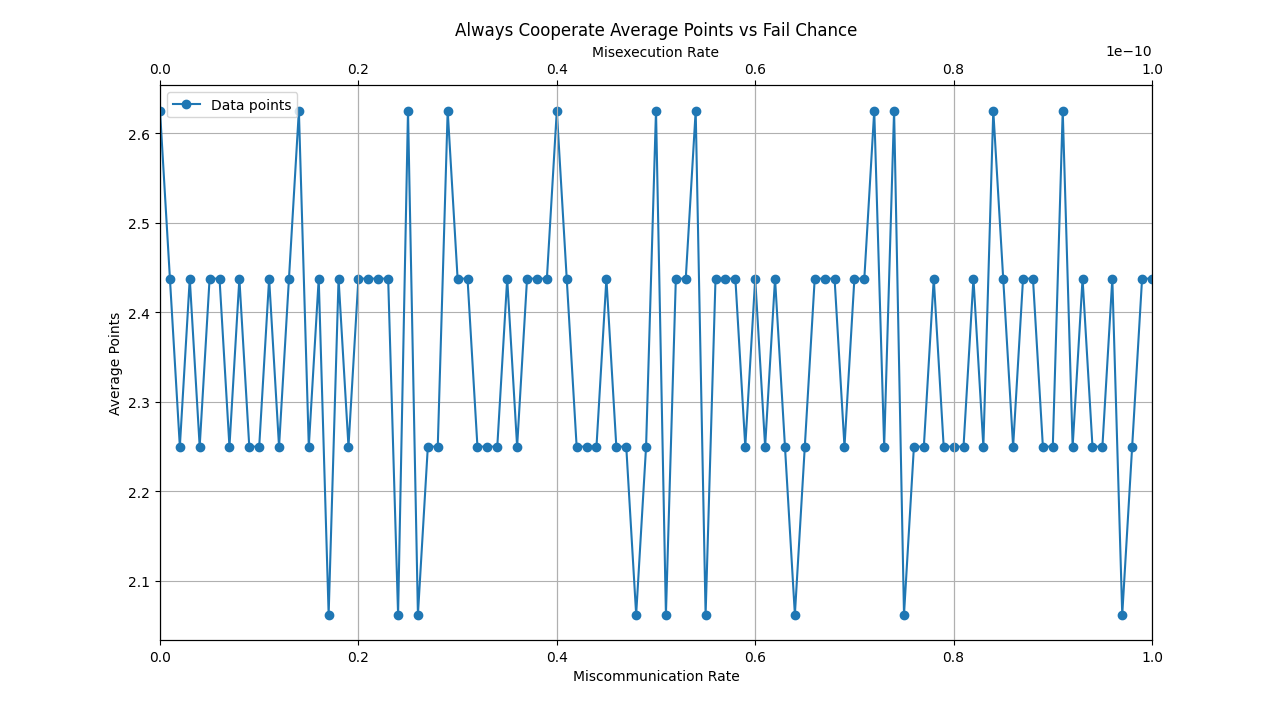 Always Cooperate Average Points vs Fail Chance
Misexecution Rate
1e−10
0.0 0.2 0.4 0.6 0.8 1.0
Data points
2.6
2.5
2.4
2.3
2.2
2.1
Average Points
0.0 0.2 0.4 0.6 0.8 1.0
Miscommunication Rate